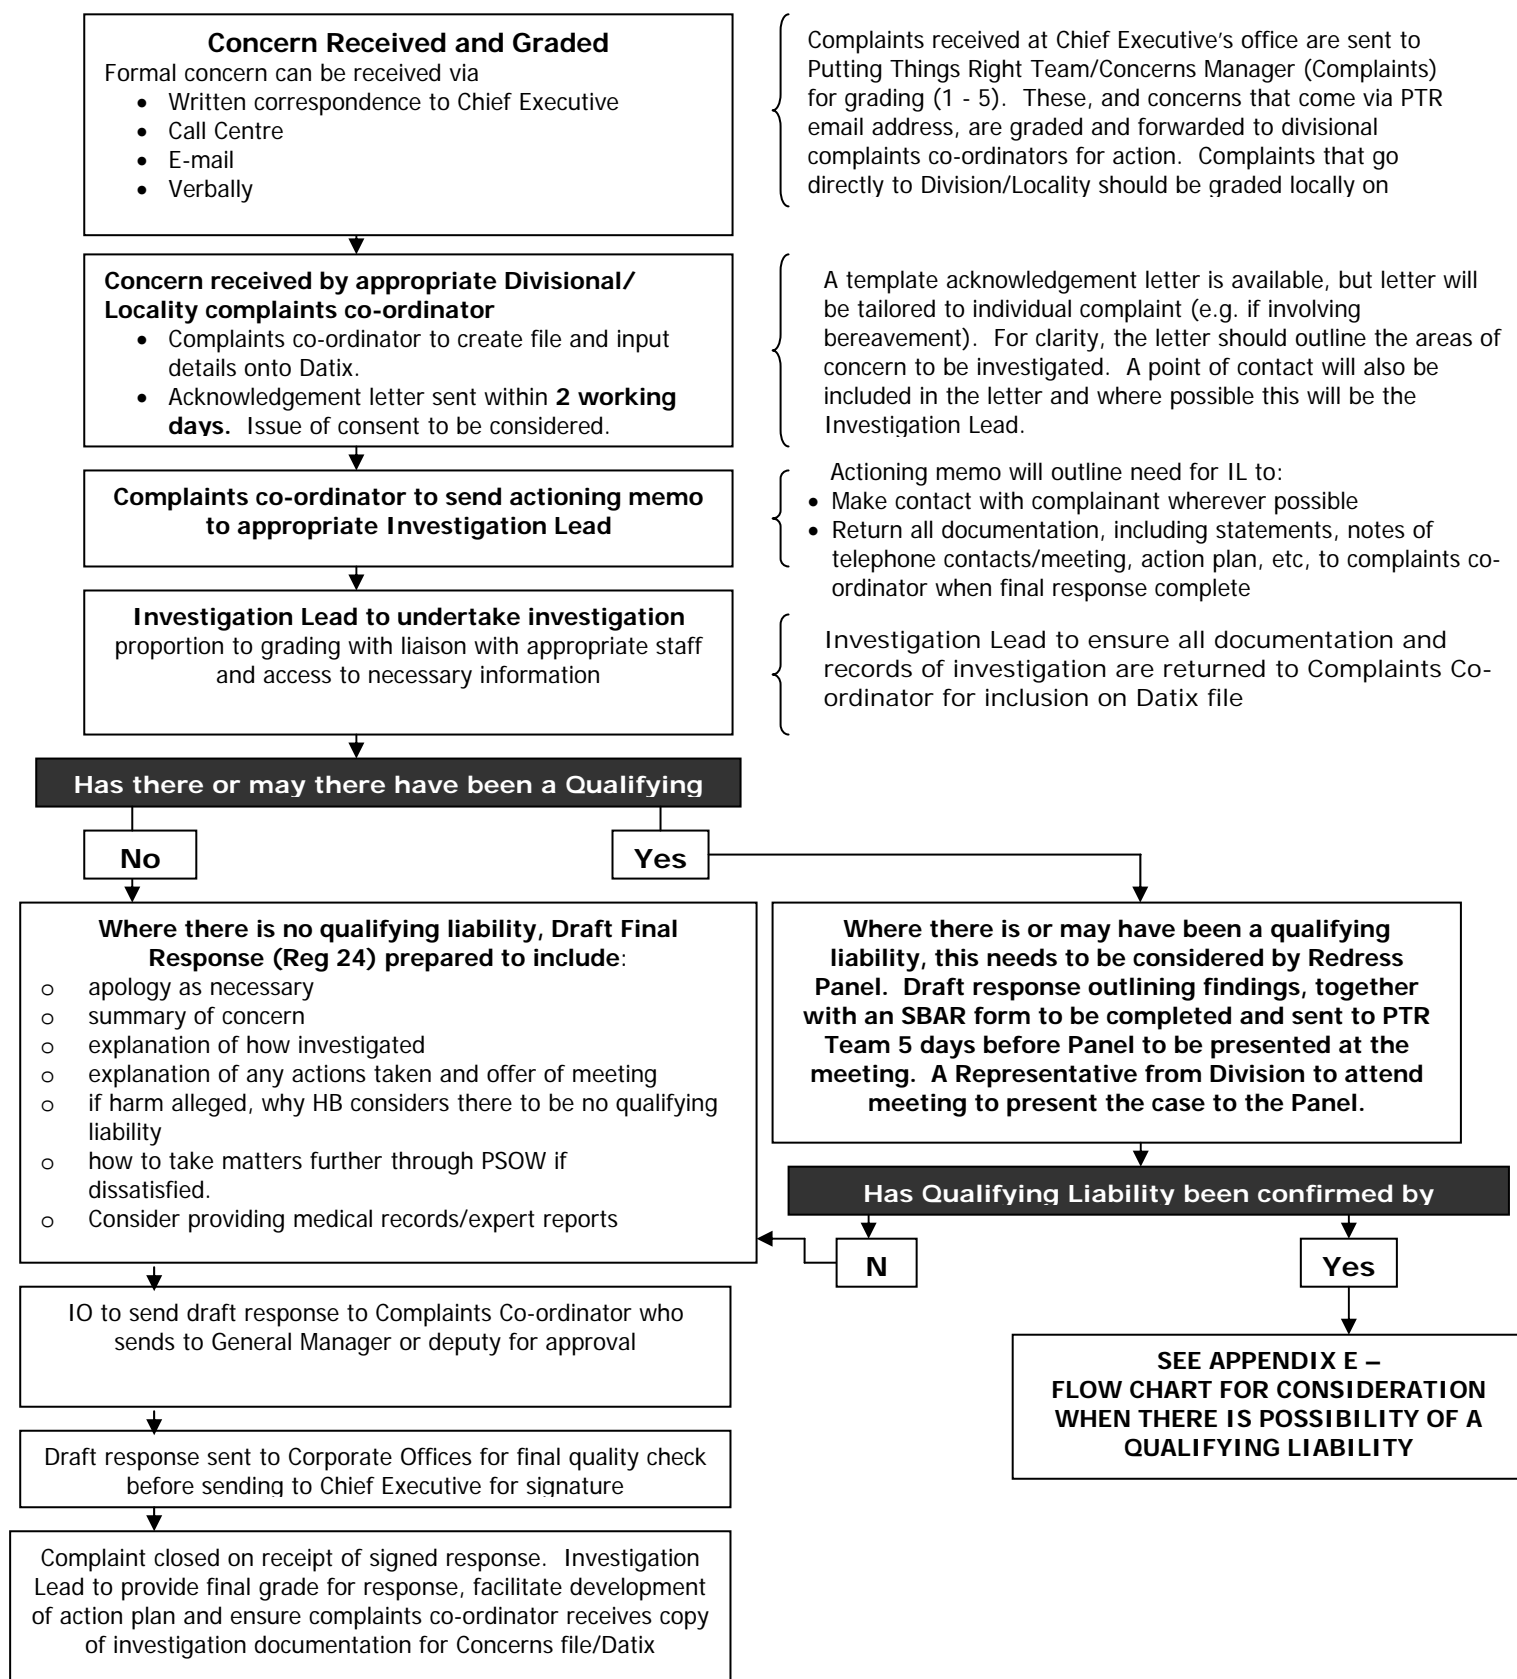 Concern Received and Graded
Formal concern can be received via
• Written correspondence to Chief Executive
• Call Centre
• E-mail
• Verbally
Complaints received at Chief Executive's office are sent to
Putting Things Right Team/Concerns Manager (Complaints)
for grading (1 - 5). These, and concerns that come via PTR
email address, are graded and forwarded to divisional
complaints co-ordinators for action. Complaints that go
directly to Division/Locality should be graded locally on
Concern received by appropriate Divisional/
Locality complaints co-ordinator
• Complaints co-ordinator to create file and input
details onto Datix.
• Acknowledgement letter sent within 2 working
days. Issue of consent to be considered.
A template acknowledgement letter is available, but letter will
be tailored to individual complaint (e.g. if involving
bereavement). For clarity, the letter should outline the areas of
concern to be investigated. A point of contact will also be
included in the letter and where possible this will be the
Investigation Lead.
Complaints co-ordinator to send actioning memo
to appropriate Investigation Lead
Actioning memo will outline need for IL to:
• Make contact with complainant wherever possible
• Return all documentation, including statements, notes of
telephone contacts/meeting, action plan, etc, to complaints co-
ordinator when final response complete
Investigation Lead to undertake investigation
proportion to grading with liaison with appropriate staff
and access to necessary information
Investigation Lead to ensure all documentation and
records of investigation are returned to Complaints Co-
ordinator for inclusion on Datix file
Has there or may there have been a Qualifying
No
Yes
Where there is no qualifying liability, Draft Final
Response (Reg 24) prepared to include:
o apology as necessary
o summary of concern
o explanation of how investigated
o explanation of any actions taken and offer of meeting
o if harm alleged, why HB considers there to be no qualifying
liability
o how to take matters further through PSOW if
dissatisfied.
o Consider providing medical records/expert reports
Where there is or may have been a qualifying
liability, this needs to be considered by Redress
Panel. Draft response outlining findings, together
with an SBAR form to be completed and sent to PTR
Team 5 days before Panel to be presented at the
meeting. A Representative from Division to attend
meeting to present the case to the Panel.
Has Qualifying Liability been confirmed by
N
Yes
IO to send draft response to Complaints Co-ordinator who
sends to General Manager or deputy for approval
SEE APPENDIX E –
FLOW CHART FOR CONSIDERATION
WHEN THERE IS POSSIBILITY OF A
QUALIFYING LIABILITY
Draft response sent to Corporate Offices for final quality check
before sending to Chief Executive for signature
Complaint closed on receipt of signed response. Investigation
Lead to provide final grade for response, facilitate development
of action plan and ensure complaints co-ordinator receives copy
of investigation documentation for Concerns file/Datix